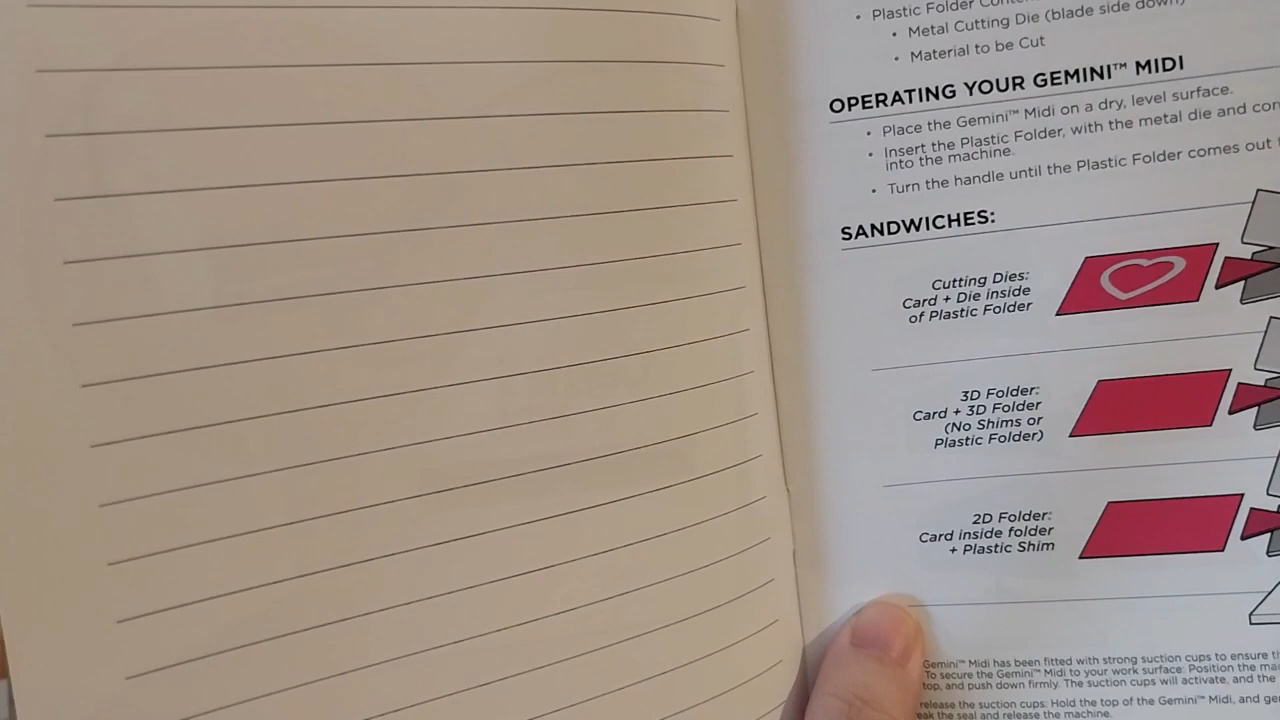 Plastic Folder
Metal Cutting Die (blade side down)
Material to be Cut
OPERATING YOUR GEMINI™ MIDI
Place the Gemini™ Midi on a dry, level surface.
Insert the Plastic Folder, with the metal die and
into the machine.
Turn the handle until the Plastic Folder comes out
SANDWICHES:
Cutting Dies:
Card + Die inside
of Plastic Folder
3D Folder:
Card + 3D Folder
(No Shims or
Plastic Folder)
2D Folder:
Card inside folder
+ Plastic Shim
Gemini™ Midi has been fitted with strong suction cups to ensure
To secure the Gemini™ Midi to your work surface: Position the
top, and push down firmly. The suction cups will activate, and the
release the suction cups: Hold the top of the Gemini™ Midi, and
the seal and release the machine.